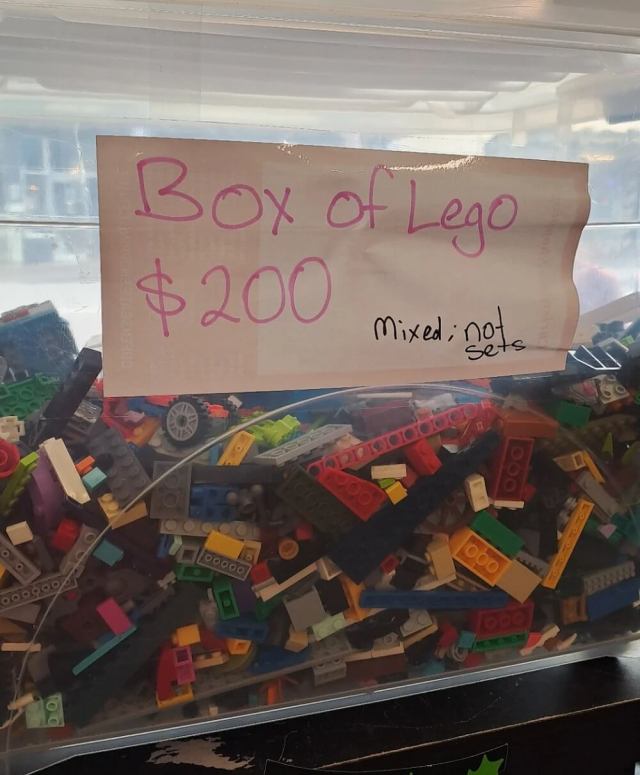 Box of Lego
$200
Mixed; not
sets